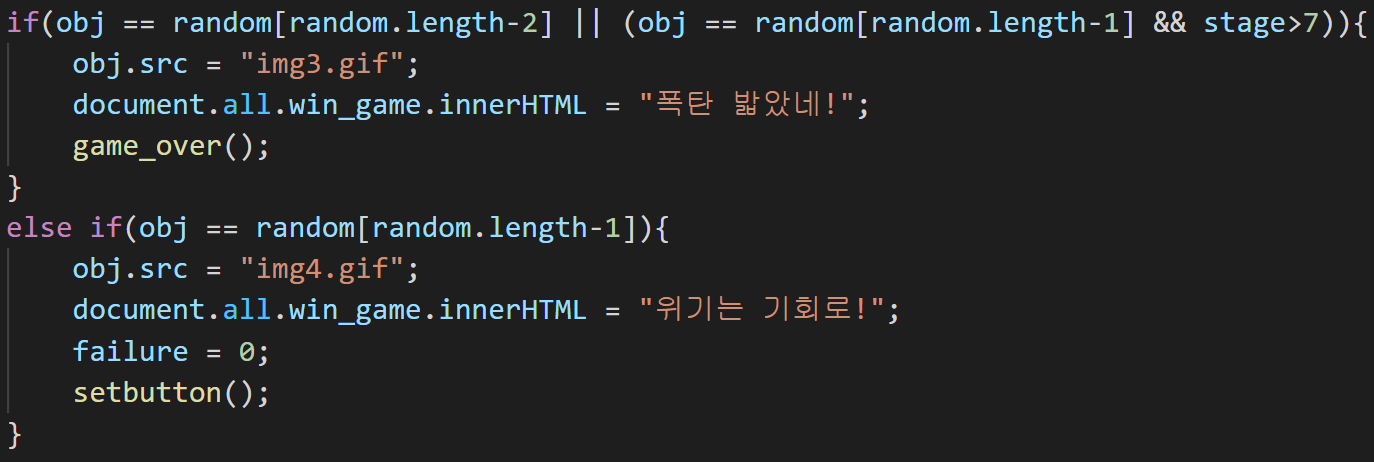 if(obj == random[random.length-2] || (obj == random[random.length-1] && stage>7)){
    obj.src = "img3.gif";
    document.all.win_game.innerHTML = "폭탄 밟았네!";
    game_over();
}
else if(obj == random[random.length-1]){
    obj.src = "img4.gif";
    document.all.win_game.innerHTML = "위기는 기회로!";
    failure = 0;
    setbutton();
}